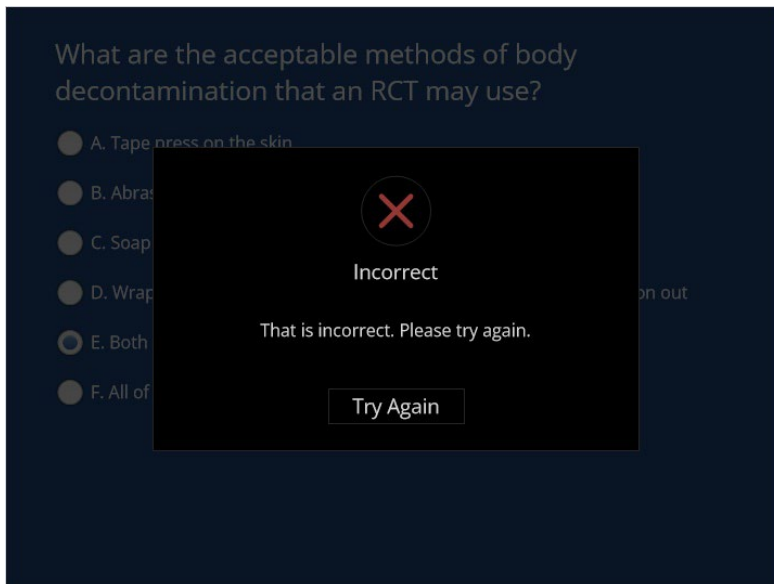 What are the acceptable methods of body
decontamination that an RCT may use?
A. Tape press on the skin
B. Abras
C. Soap
D. Wrap on out
E. Both
F. All of
Incorrect
That is incorrect. Please try again.
Try Again